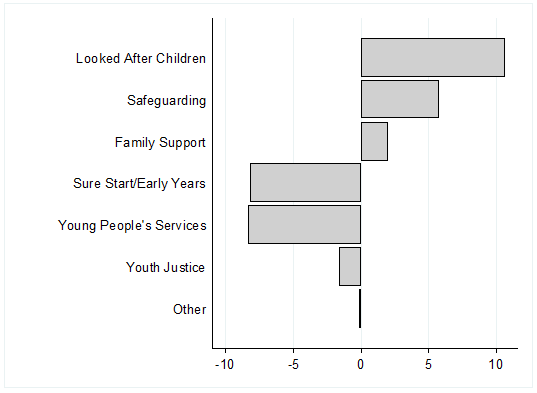 Looked After Children
Safeguarding
Family Support
Sure Start/Early Years
Young People's Services
Youth Justice
Other
-10 -5 0 5 10